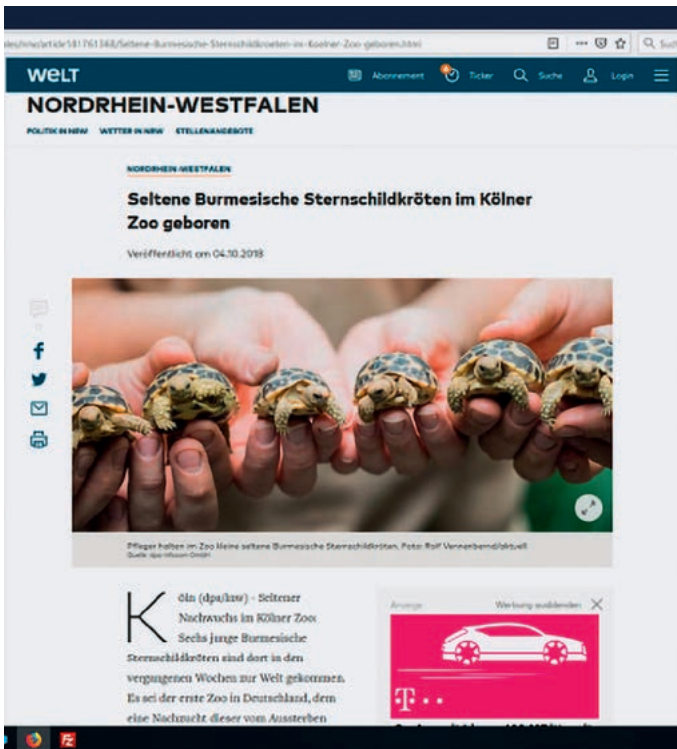 WELT
Abonnement
Ticker
Suche
Login
NORDRHEIN-WESTFALEN
POLITIK IN NRW WETTER IN NRW STELLENANGEBOTE
NORDRHEIN-WESTFALEN
Seltene Burmesische Sternschildkröten im Kölner
Zoo geboren
Veröffentlicht am 04.10.2018
Pfleger halten im Zoo kleine seltene Burmesische Sternschildkröten. Foto: Rolf Vennenbernd/aktuell
Quelle: dpa-infocom GmbH
Köln (dpa/lnw) - Seltener
Nachwuchs im Kölner Zoo:
Sechs junge Burmesische
Sternschildkröten sind dort in den
vergangenen Wochen zur Welt gekommen.
Es sei der erste Zoo in Deutschland, dem
eine Nachzucht dieser vom Aussterben
Anzeige
Werbung ausblenden
T